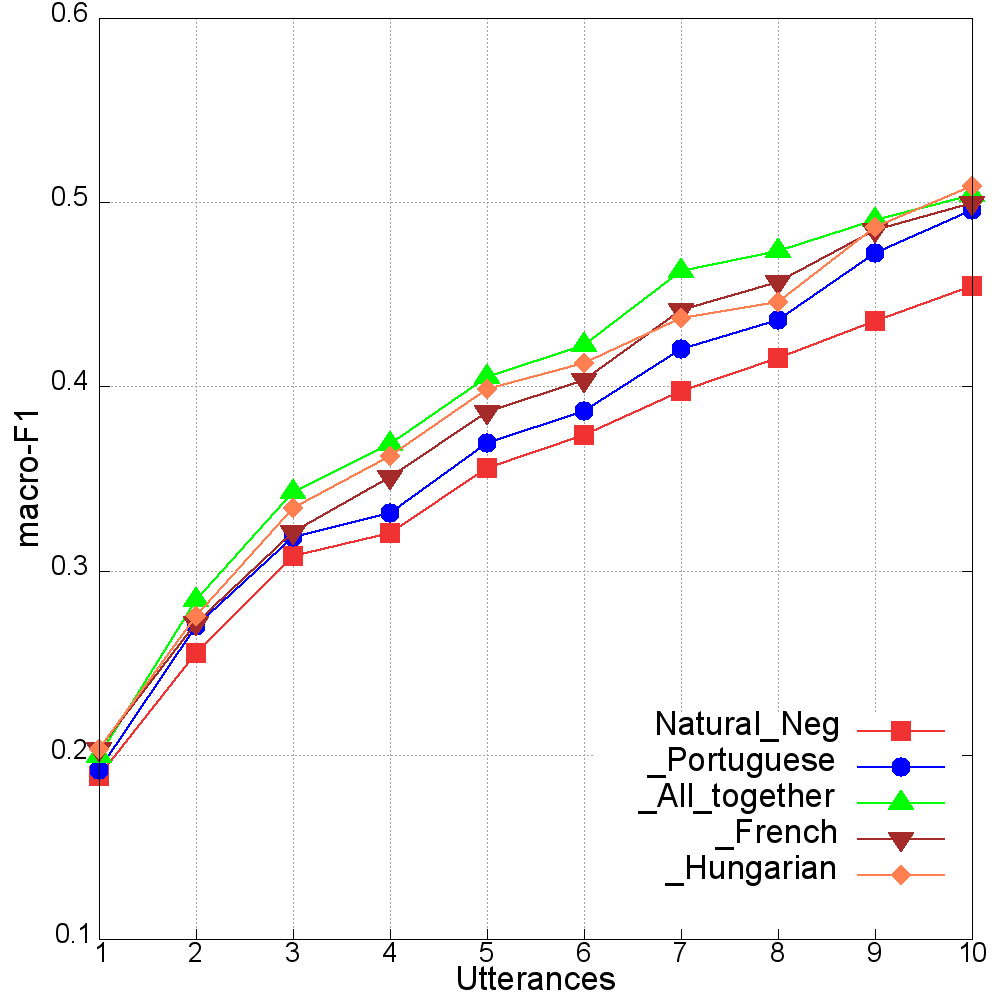 0.6
0.5
0.4
0.3
0.2
0.1
macro-F1
Natural_Neg
_Portuguese
_All_together
_French
_Hungarian
1 2 3 4 5 6 7 8 9 10
Utterances